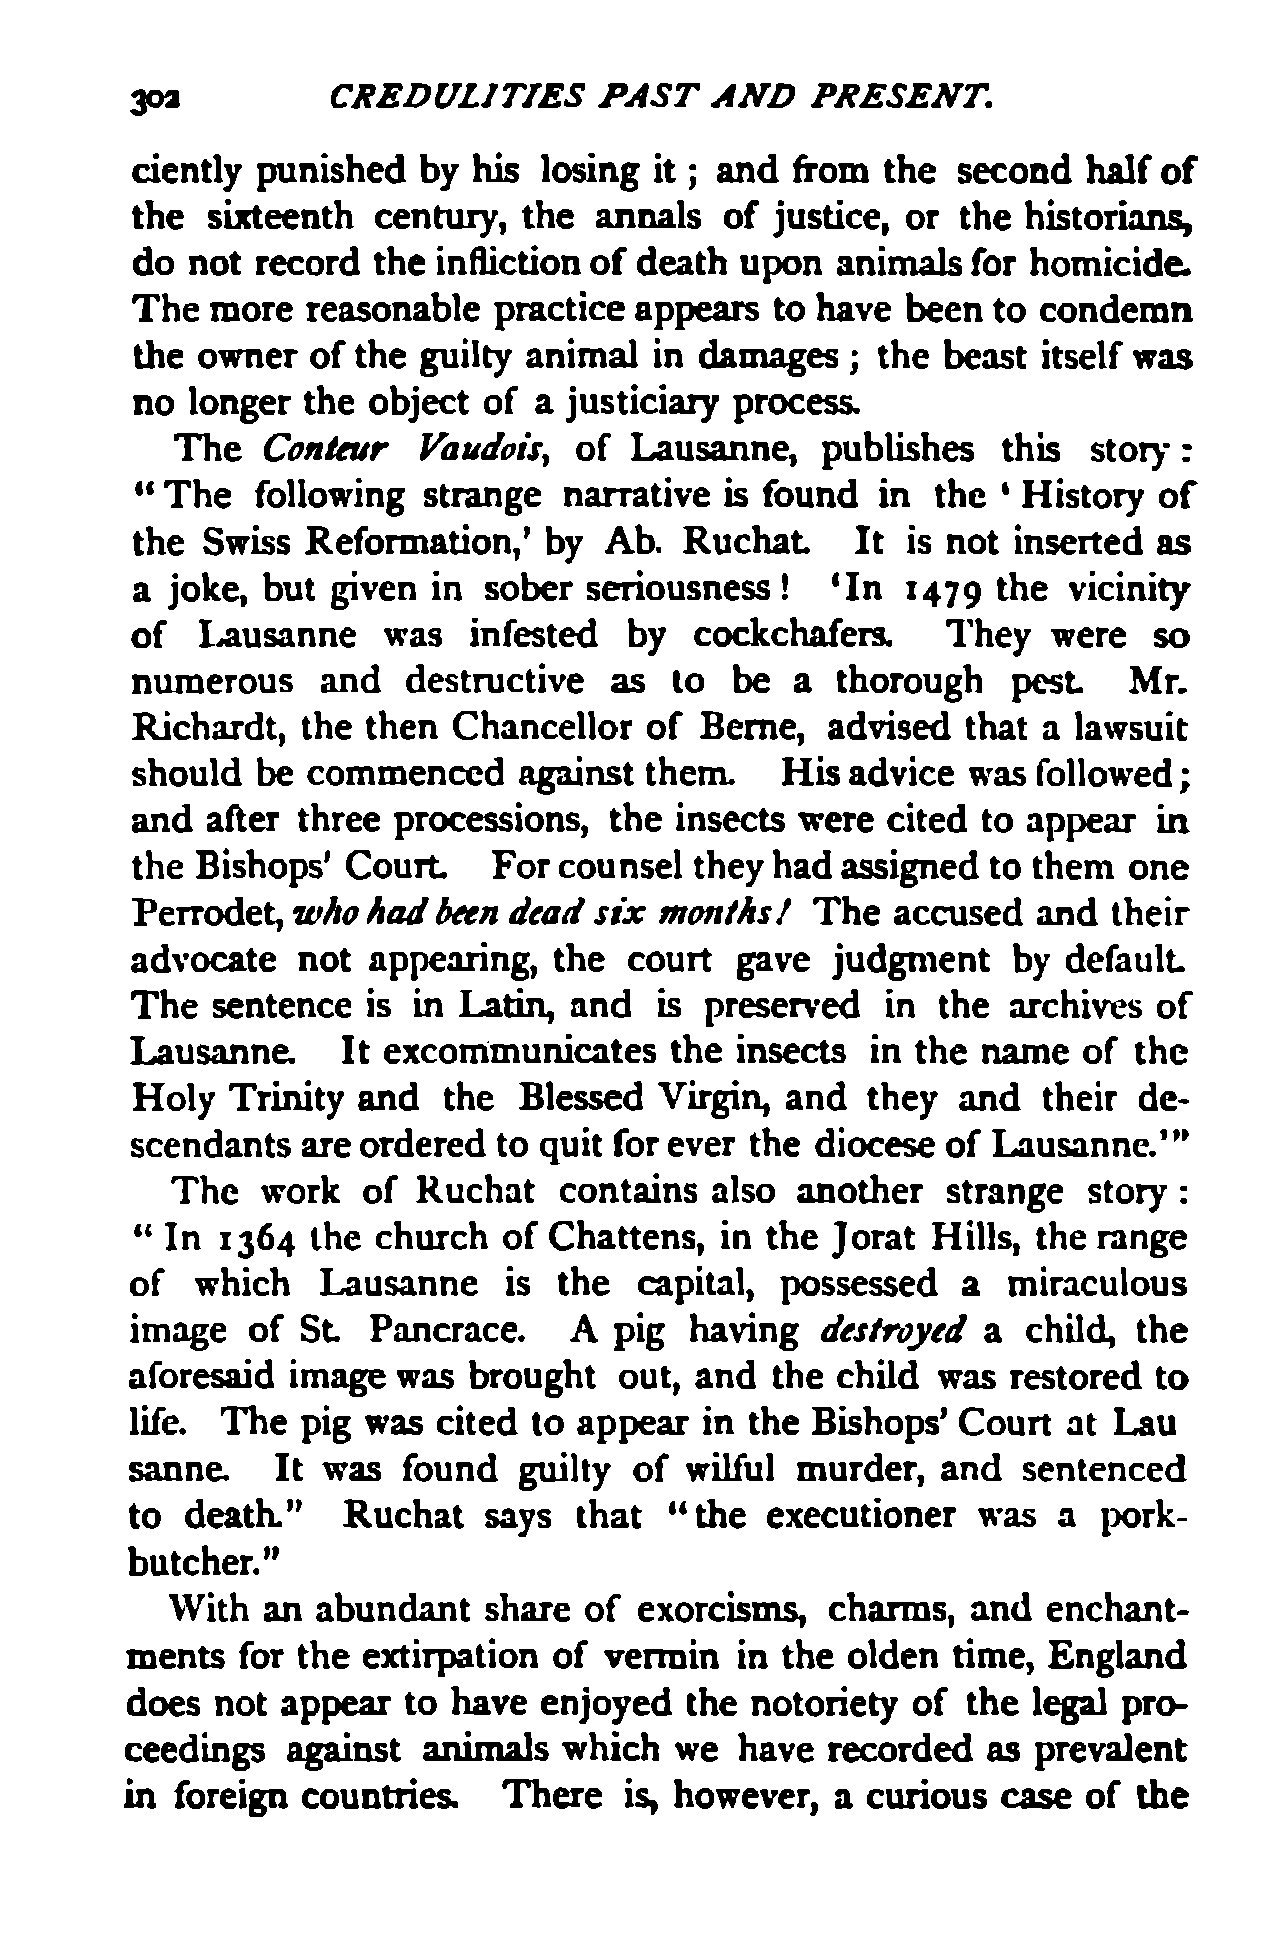 302 CREDULITIES PAST AND PRESENT.
ciently punished by his losing it ; and from the second half of
the sixteenth century, the annals of justice, or the historians,
do not record the infliction of death upon animals for homicide.
The more reasonable practice appears to have been to condemn
the owner of the guilty animal in damages ; the beast itself was
no longer the object of a justiciary process.
The Conteur Vaudois, of Lausanne, publishes this story :
“ The following strange narrative is found in the ‘ History of
the Swiss Reformation,’ by Ab. Ruchat. It is not inserted as
a joke, but given in sober seriousness ! ‘In 1479 the vicinity
of Lausanne was infested by cockchafers. They were so
numerous and destructive as to be a thorough pest. Mr.
Richardt, the then Chancellor of Berne, advised that a lawsuit
should be commenced against them. His advice was followed ;
and after three processions, the insects were cited to appear in
the Bishops’ Court. For counsel they had assigned to them one
Perrodet, who had been dead six months! The accused and their
advocate not appearing, the court gave judgment by default.
The sentence is in Latin, and is preserved in the archives of
Lausanne. It excommunicates the insects in the name of the
Holy Trinity and the Blessed Virgin, and they and their de-
scendants are ordered to quit for ever the diocese of Lausanne.’”
The work of Ruchat contains also another strange story :
“ In 1364 the church of Chattens, in the Jorat Hills, the range
of which Lausanne is the capital, possessed a miraculous
image of St. Pancrace. A pig having destroyed a child, the
aforesaid image was brought out, and the child was restored to
life. The pig was cited to appear in the Bishops’ Court at Lau
sanne. It was found guilty of wilful murder, and sentenced
to death.” Ruchat says that “the executioner was a pork-
butcher.”
With an abundant share of exorcisms, charms, and enchant-
ments for the extirpation of vermin in the olden time, England
does not appear to have enjoyed the notoriety of the legal pro-
ceedings against animals which we have recorded as prevalent
in foreign countries. There is, however, a curious case of the